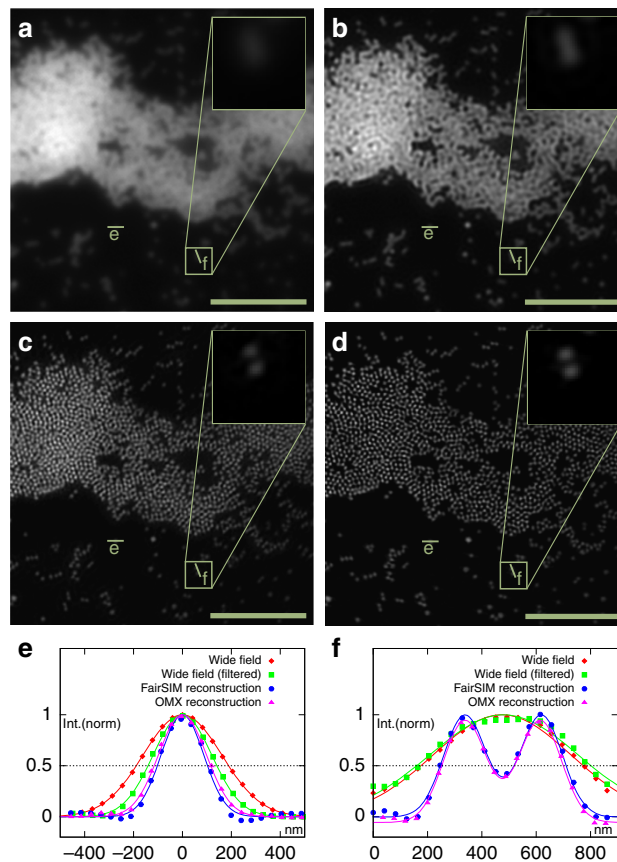 a
b
e
f
f
c
d
e
f
e
f
e
Wide field
Wide field (filtered)
FairSIM reconstruction
OMX reconstruction
Int.(norm)
1
0.5
0
nm
−400
−200
0
200
400
f
Wide field
Wide field (filtered)
FairSIM reconstruction
OMX reconstruction
Int.(norm)
1
0.5
0
nm
0
200
400
600
800